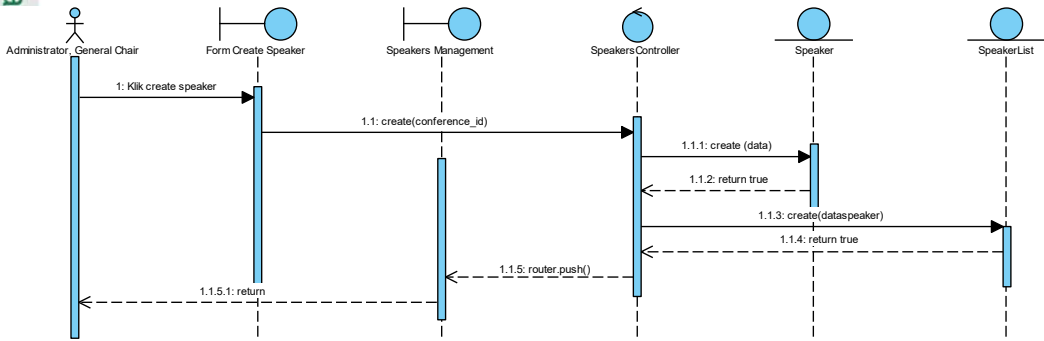 Administrator, General Chair
Form Create Speaker
Speakers Management
SpeakersController
Speaker
SpeakerList
1: Klik create speaker
1.1: create(conference_id)
1.1.1: create (data)
1.1.2: return true
1.1.3: create(dataspeaker)
1.1.4: return true
1.1.5: router.push()
1.1.5.1: return